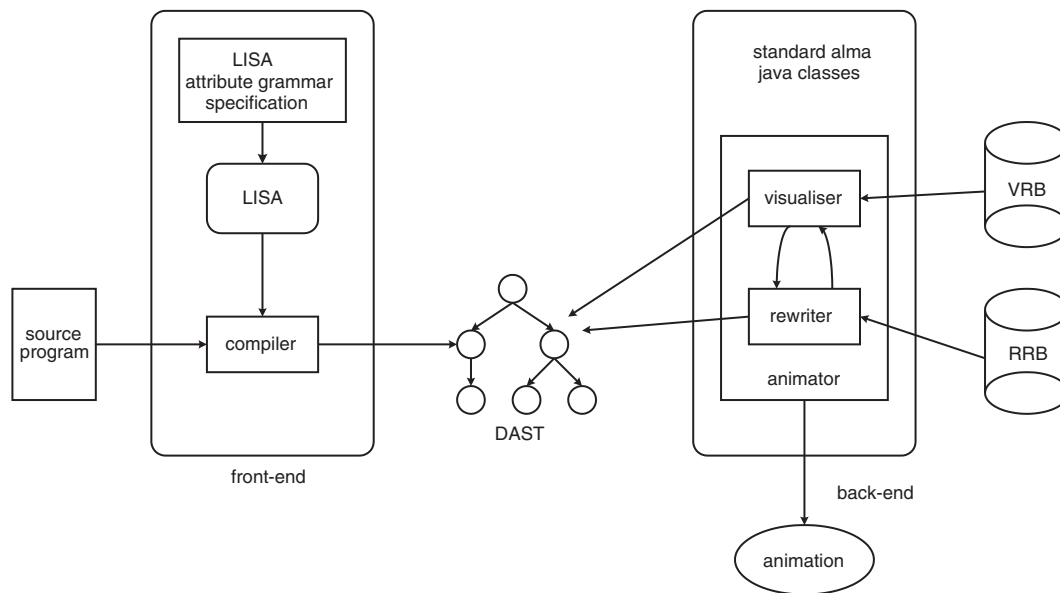 LISA
attribute grammar
specification
LISA
source
program
compiler
front-end
DAST
standard alma
java classes
visualiser
rewriter
animator
VRB
RRB
back-end
animation